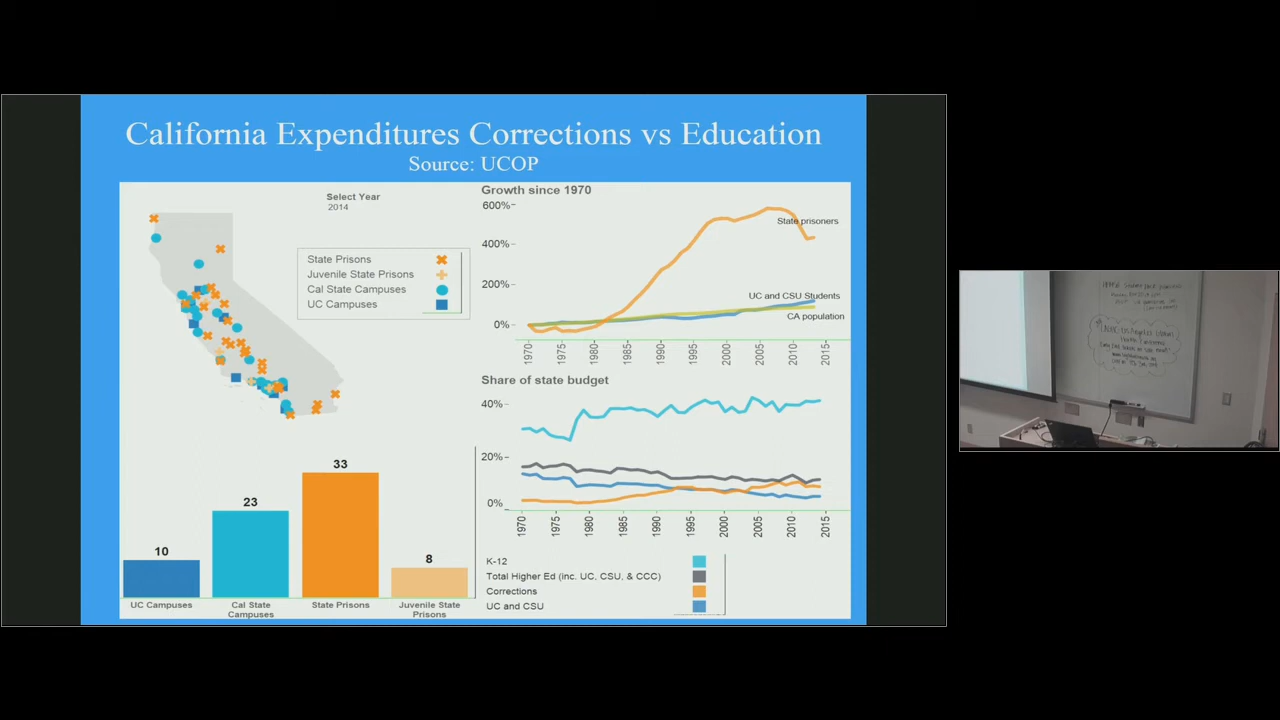 California Expenditures Corrections vs Education
Source: UCOP
Select Year
2014
State Prisons
Juvenile State Prisons
Cal State Campuses
UC Campuses
10
23
33
8
UC Campuses
Cal State Campuses
State Prisons
Juvenile State Prisons
Growth since 1970
600%
400%
200%
0%
State prisoners
UC and CSU Students
CA population
1970
1975
1980
1985
1990
1995
2000
2005
2010
2015
Share of state budget
40%
20%
0%
1970
1975
1980
1985
1990
1995
2000
2005
2010
2015
K-12
Total Higher Ed (inc. UC, CSU, & CCC)
Corrections
UC and CSU